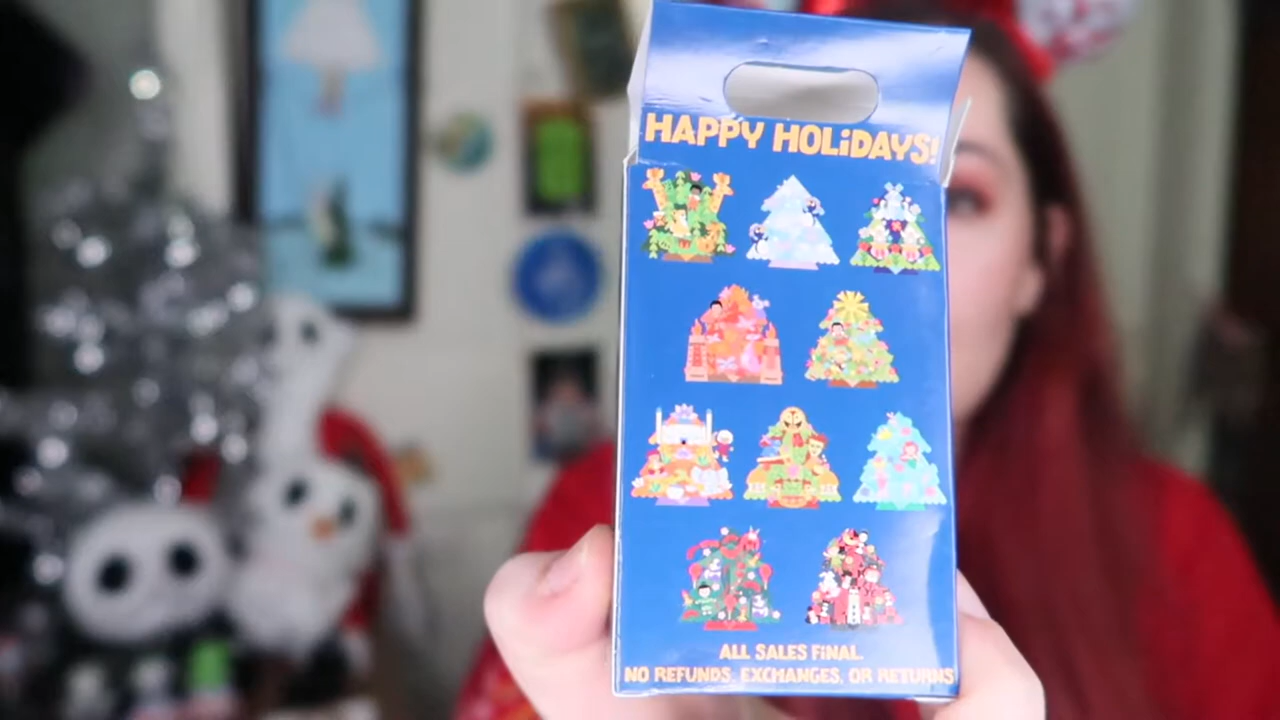 HAPPY HOLiDAYS!
ALL SALES FiNAL.
NO REFUNDS, EXCHANGES, OR RETURNS